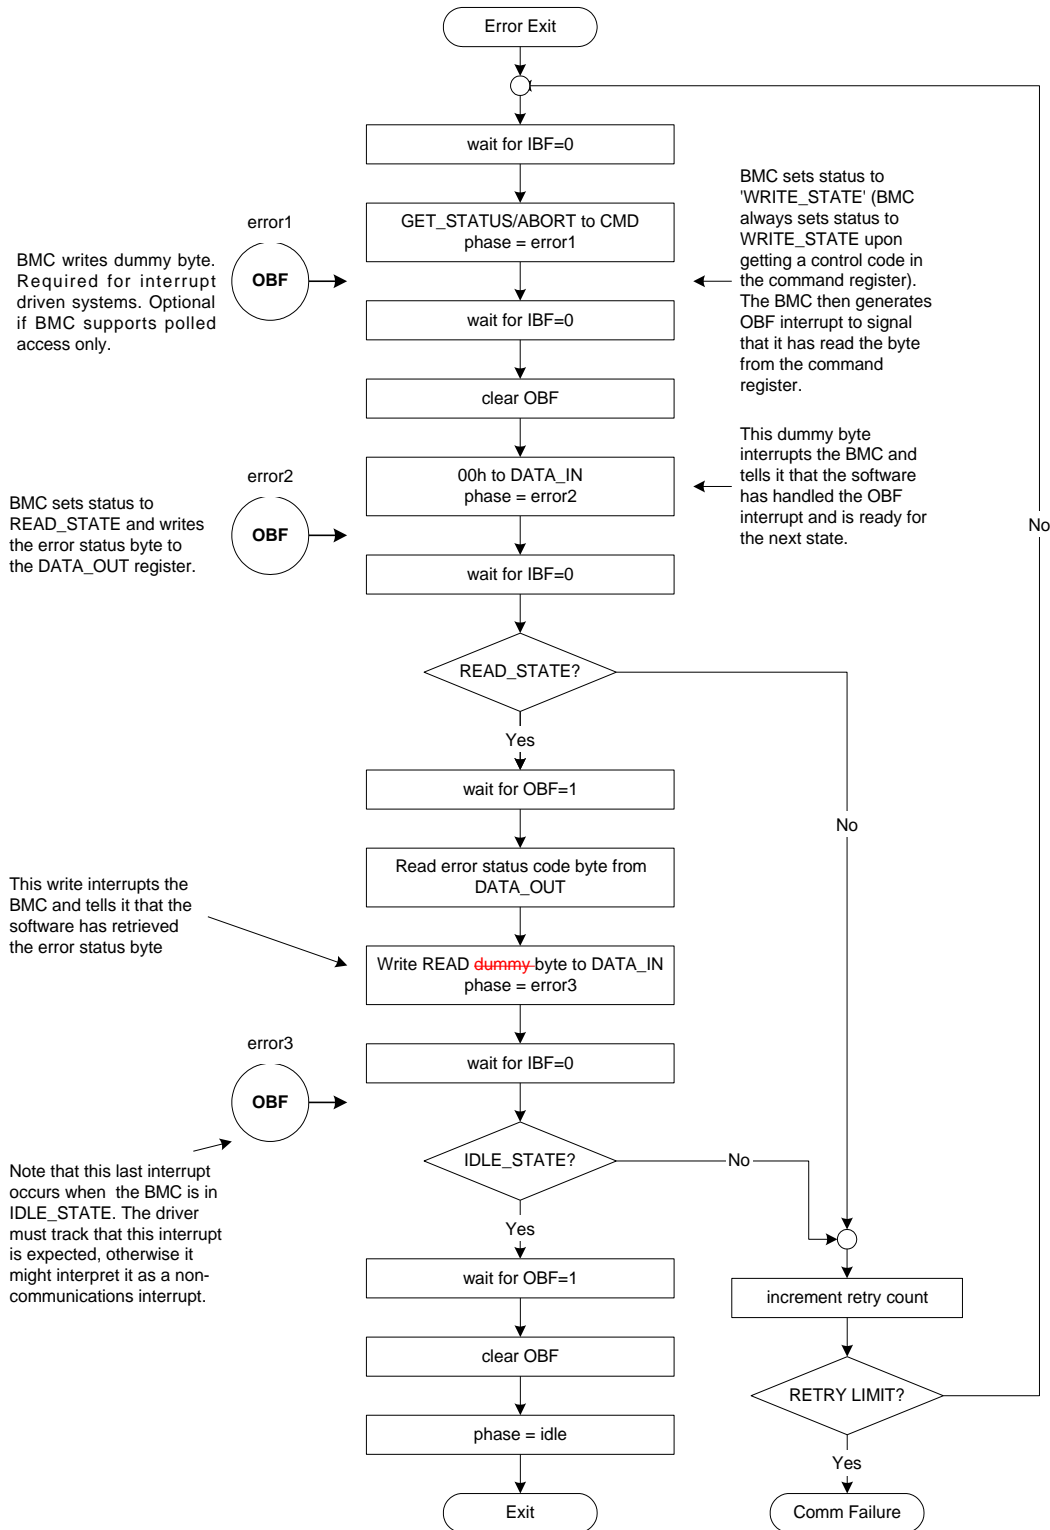 Error Exit
wait for IBF=0
GET_STATUS/ABORT to CMD
phase = error1
error1
OBF
BMC writes dummy byte.
Required for interrupt
driven systems. Optional
if BMC supports polled
access only.
BMC sets status to
'WRITE_STATE' (BMC
always sets status to
WRITE_STATE upon
getting a control code in
the command register).
The BMC then generates
OBF interrupt to signal
that it has read the byte
from the command
register.
wait for IBF=0
clear OBF
00h to DATA_IN
phase = error2
error2
OBF
BMC sets status to
READ_STATE and writes
the error status byte to
the DATA_OUT register.
This dummy byte
interrupts the BMC and
tells it that the software
has handled the OBF
interrupt and is ready for
the next state.
No
wait for IBF=0
READ_STATE?
Yes
No
wait for OBF=1
Read error status code byte from
DATA_OUT
This write interrupts the
BMC and tells it that the
software has retrieved
the error status byte
Write READ dummy byte to DATA_IN
phase = error3
wait for IBF=0
error3
OBF
IDLE_STATE?
No
Yes
Note that this last interrupt
occurs when the BMC is in
IDLE_STATE. The driver
must track that this interrupt
is expected, otherwise it
might interpret it as a non-
communications interrupt.
wait for OBF=1
increment retry count
clear OBF
RETRY LIMIT?
phase = idle
Yes
Exit
Comm Failure